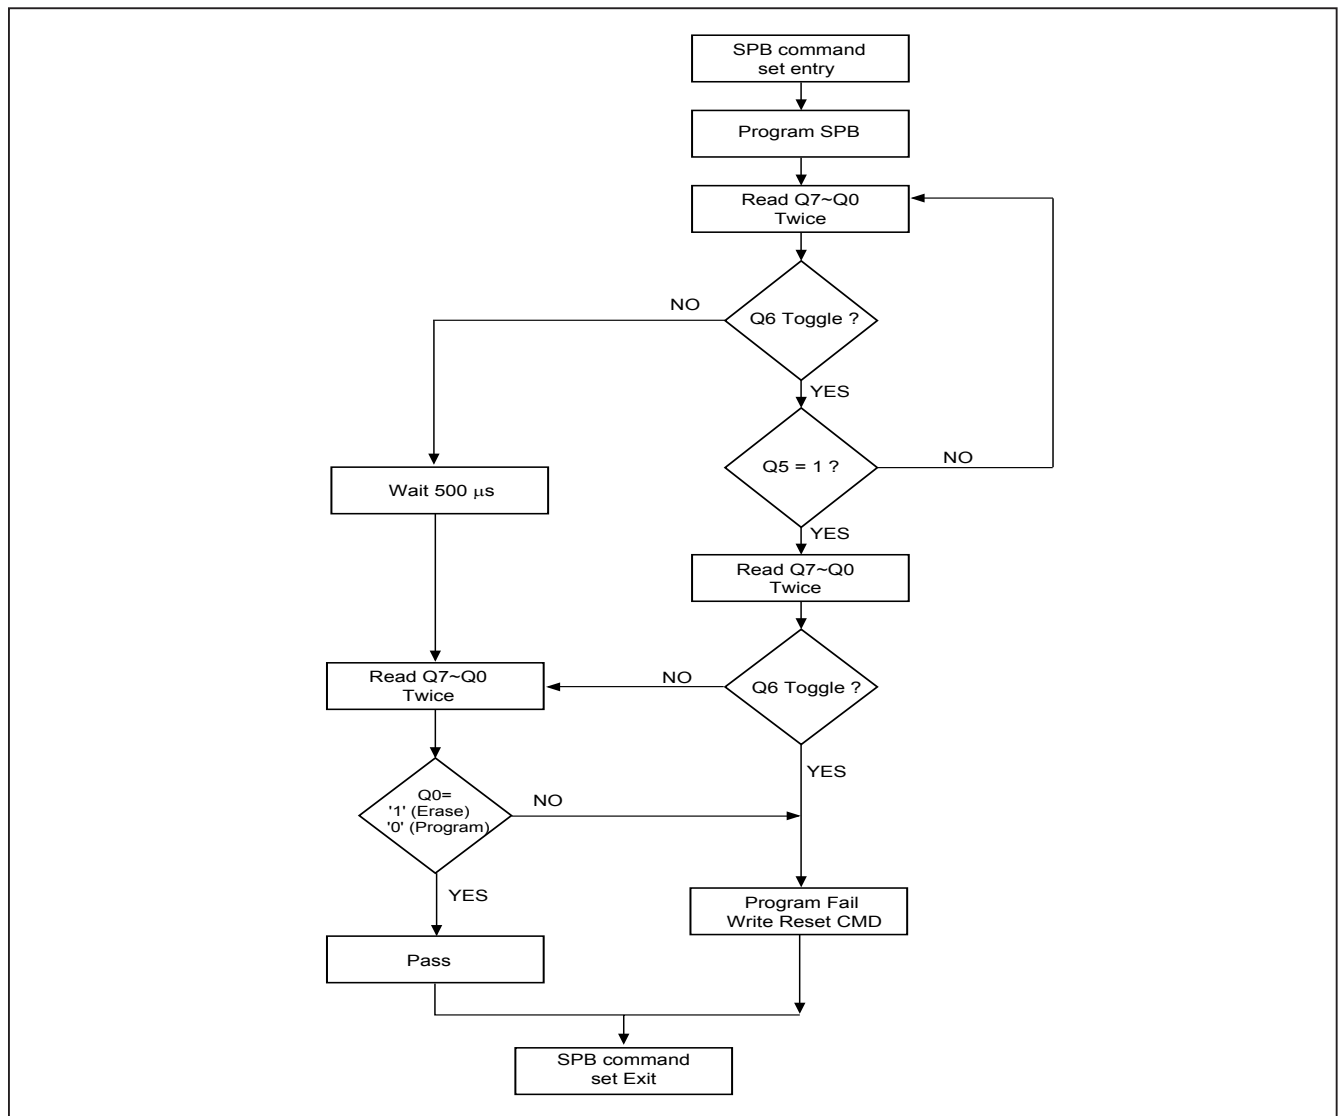 SPB command
set entry
Program SPB
Read Q7~Q0
Twice
NO
Q6 Toggle ?
YES
Q5 = 1 ?
NO
Wait 500 μs
YES
Read Q7~Q0
Twice
Read Q7~Q0
Twice
NO
Q6 Toggle ?
YES
Q0=
'1' (Erase)
'0' (Program)
NO
YES
Program Fail
Write Reset CMD
Pass
SPB command
set Exit